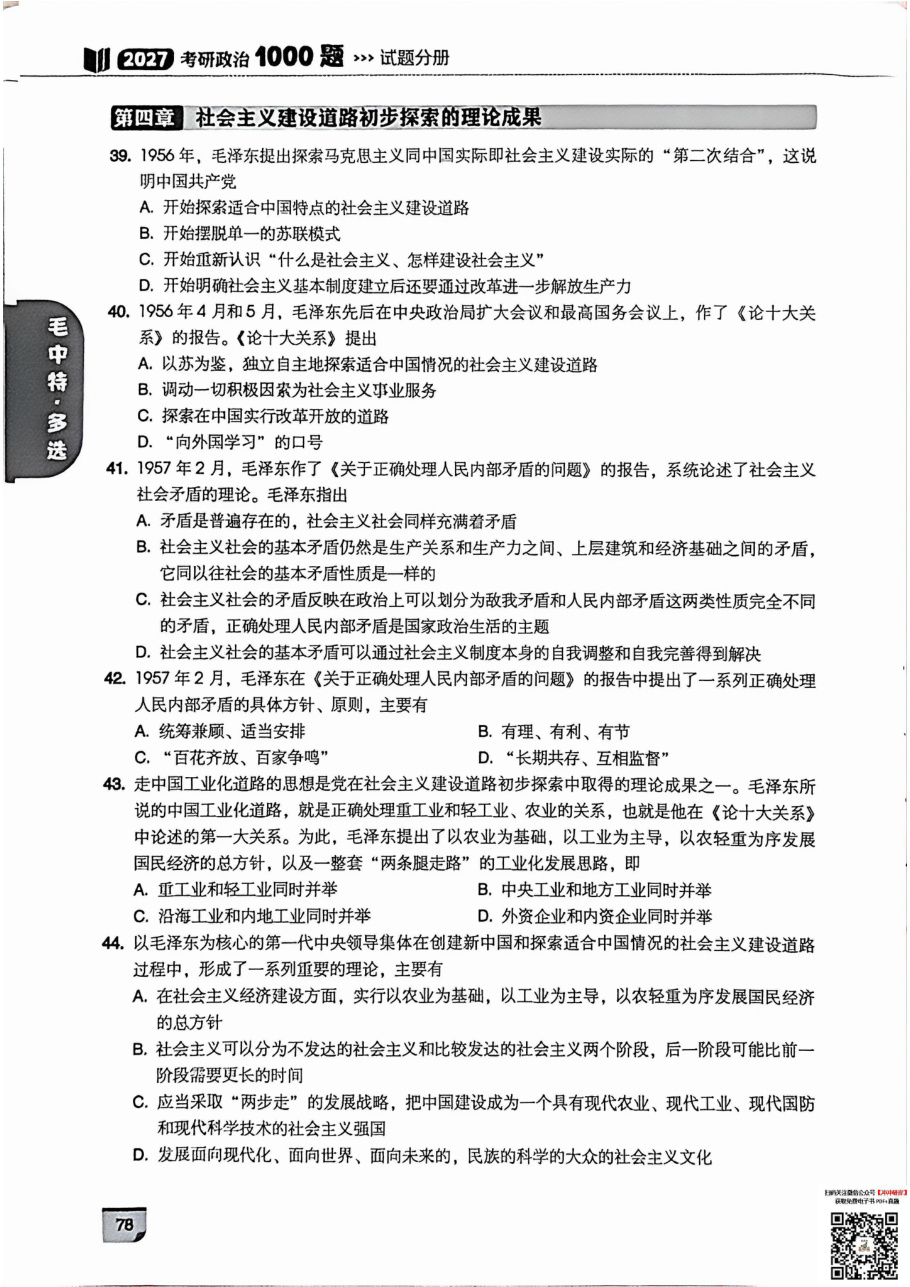 2027 考研政治1000题 >>> 试题分册
第四章 社会主义建设道路初步探索的理论成果
39. 1956 年，毛泽东提出探索马克思主义同中国实际即社会主义建设实际的“第二次结合”，这说
明中国共产党
A. 开始探索适合中国特点的社会主义建设道路
B. 开始摆脱单一的苏联模式
C. 开始重新认识“什么是社会主义、怎样建设社会主义”
D. 开始明确社会主义基本制度建立后还要通过改革进一步解放生产力
40. 1956 年 4 月和 5 月，毛泽东先后在中央政治局扩大会议和最高国务会议上，作了《论十大关
系》的报告。《论十大关系》提出
A. 以苏为鉴，独立自主地探索适合中国情况的社会主义建设道路
B. 调动一切积极因素为社会主义事业服务
C. 探索在中国实行改革开放的道路
D. “向外国学习”的口号
毛中特·多选
41. 1957 年 2 月，毛泽东作了《关于正确处理人民内部矛盾的问题》的报告，系统论述了社会主义
社会矛盾的理论。毛泽东指出
A. 矛盾是普遍存在的，社会主义社会同样充满着矛盾
B. 社会主义社会的基本矛盾仍然是生产关系和生产力之间、上层建筑和经济基础之间的矛盾，
它同以往社会的基本矛盾性质是一样的
C. 社会主义社会的矛盾反映在政治上可以划分为敌我矛盾和人民内部矛盾这两类性质完全不同
的矛盾，正确处理人民内部矛盾是国家政治生活的主题
D. 社会主义社会的基本矛盾可以通过社会主义制度本身的自我调整和自我完善得到解决
42. 1957 年 2 月，毛泽东在《关于正确处理人民内部矛盾的问题》的报告中提出了一系列正确处理
人民内部矛盾的具体方针、原则，主要有
A. 统筹兼顾、适当安排 B. 有理、有利、有节
C. “百花齐放、百家争鸣” D. “长期共存、互相监督”
43. 走中国工业化道路的思想是党在社会主义建设道路初步探索中取得的理论成果之一。毛泽东所
说的中国工业化道路，就是正确处理重工业和轻工业、农业的关系，也就是他在《论十大关系》
中论述的第一大关系。为此，毛泽东提出了以农业为基础，以工业为主导，以农轻重为序发展
国民经济的总方针，以及一整套“两条腿走路”的工业化发展思路，即
A. 重工业和轻工业同时并举 B. 中央工业和地方工业同时并举
C. 沿海工业和内地工业同时并举 D. 外资企业和内资企业同时并举
44. 以毛泽东为核心的第一代中央领导集体在创建新中国和探索适合中国情况的社会主义建设道路
过程中，形成了一系列重要的理论，主要有
A. 在社会主义经济建设方面，实行以农业为基础，以工业为主导，以农轻重为序发展国民经济
的总方针
B. 社会主义可以分为不发达的社会主义和比较发达的社会主义两个阶段，后一阶段可能比前一
阶段需要更长的时间
C. 应当采取“两步走”的发展战略，把中国建设成为一个具有现代农业、现代工业、现代国防
和现代科学技术的社会主义强国
D. 发展面向现代化、面向世界、面向未来的，民族的科学的大众的社会主义文化
78
扫码关注微信公众号
获取免费电子书PDF+真题